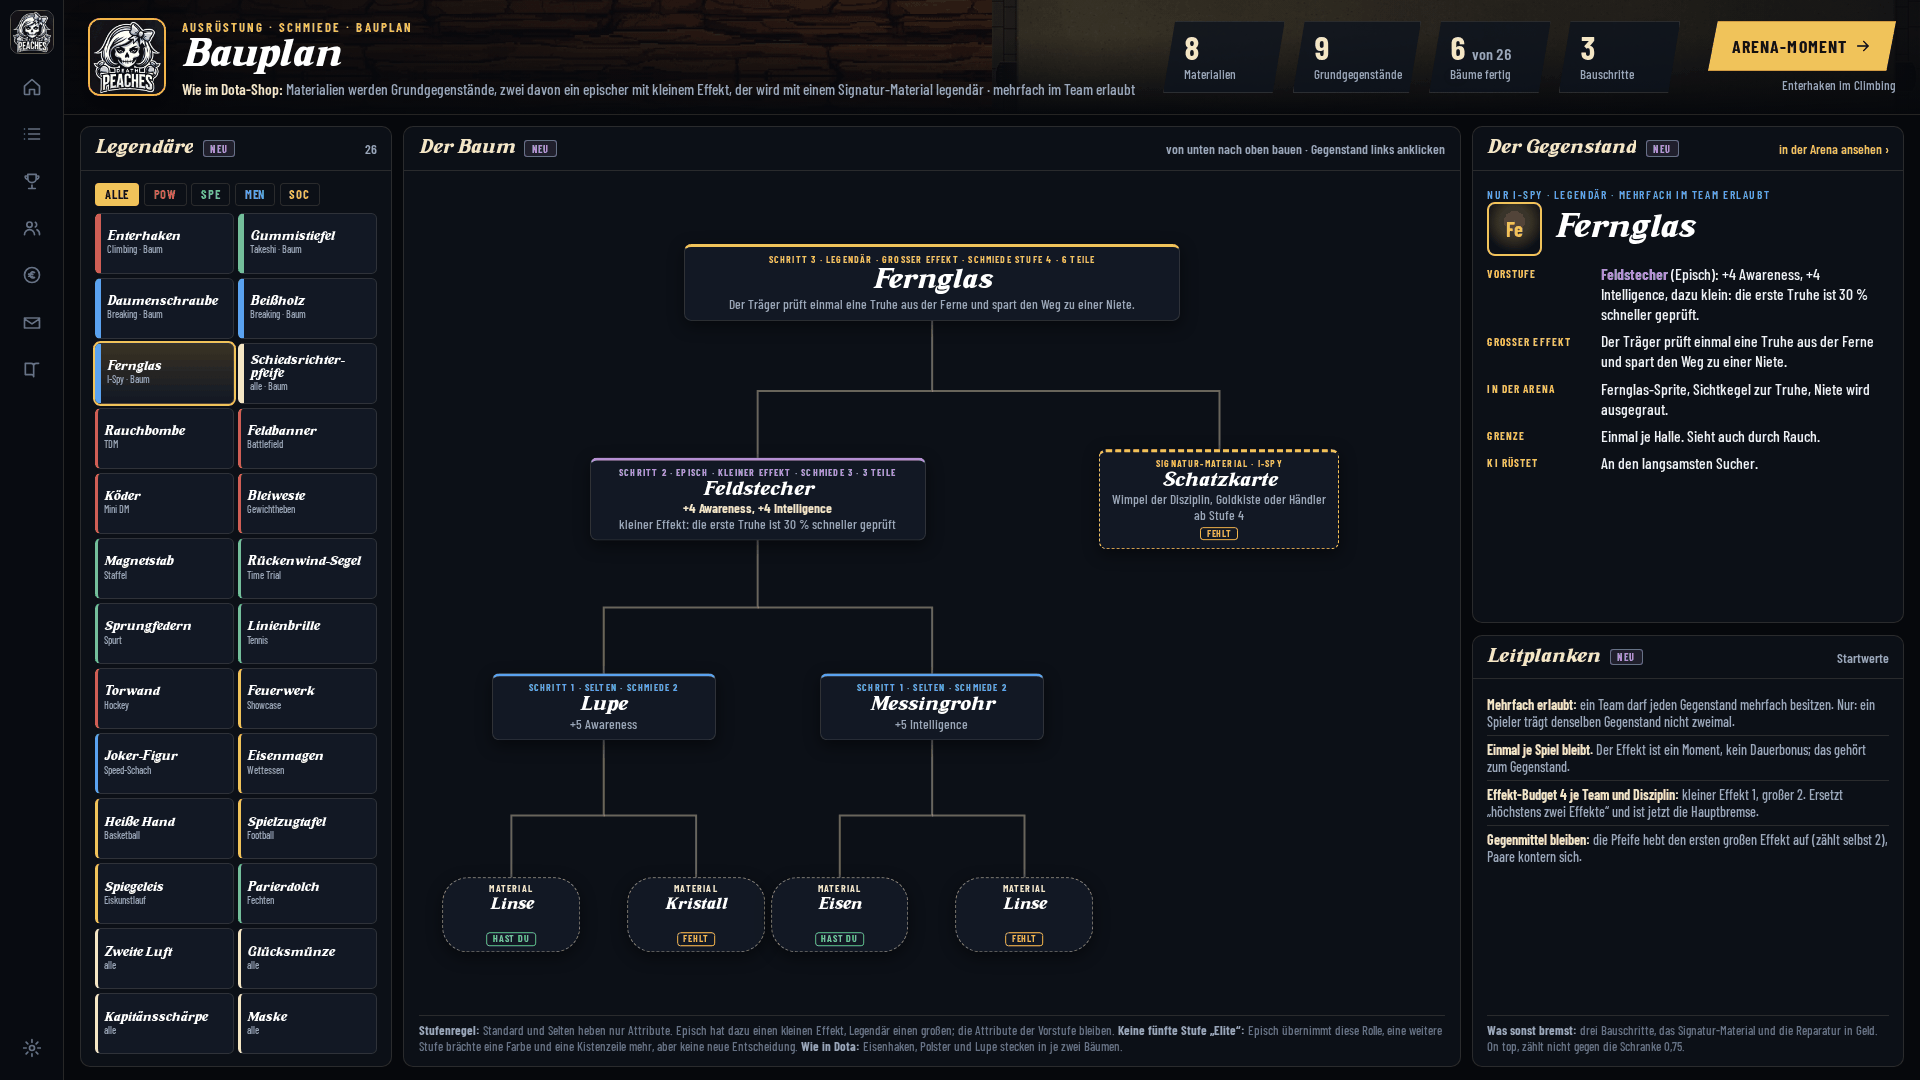 AUSRÜSTUNG · SCHMIEDE · BAUPLAN
Bauplan
Wie im Dota-Shop: Materialien werden Grundgegenstände, zwei davon ein epischer mit kleinem Effekt, der wird mit einem Signatur-Material legendär · mehrfach im Team erlaubt
8
Materialien
9
Grundgegenstände
6 von 26
Bäume fertig
3
Bauschritte
ARENA-MOMENT →
Enterhaken im Climbing
PEACHES
PEACHES
Legendäre NEU 26
ALLE POW SPE MEN SOC
Enterhaken
Climbing · Baum
Gummistiefel
Takeshi · Baum
Daumenschraube
Breaking · Baum
Beißholz
Breaking · Baum
Fernglas
I-Spy · Baum
Schiedsrichter-
pfeife
alle · Baum
Rauchbombe
TDM
Feldbanner
Battlefield
Köder
Mini DM
Bleiweste
Gewichtheben
Magnetstab
Staffel
Rückenwind-Segel
Time Trial
Sprungfedern
Spurt
Linienbrille
Tennis
Torwand
Hockey
Feuerwerk
Showcase
Joker-Figur
Speed-Schach
Eisenmagen
Wettessen
Heiße Hand
Basketball
Spielzugtafel
Football
Spiegeleis
Eiskunstlauf
Parierdolch
Fechten
Zweite Luft
alle
Glücksmünze
alle
Kapitänsschärpe
alle
Maske
alle
Der Baum NEU
von unten nach oben bauen · Gegenstand links anklicken
SCHRITT 3 · LEGENDÄR · GROSSER EFFEKT · SCHMIEDE STUFE 4 · 6 TEILE
Fernglas
Der Träger prüft einmal eine Truhe aus der Ferne und spart den Weg zu einer Niete.
SCHRITT 2 · EPISCH · KLEINER EFFEKT · SCHMIEDE 3 · 3 TEILE
Feldstecher
+4 Awareness, +4 Intelligence
kleiner Effekt: die erste Truhe ist 30 % schneller geprüft
SIGNATUR-MATERIAL · I-SPY
Schatzkarte
Wimpel der Disziplin, Goldkiste oder Händler
ab Stufe 4
FEHLT
SCHRITT 1 · SELTEN · SCHMIEDE 2
Lupe
+5 Awareness
SCHRITT 1 · SELTEN · SCHMIEDE 2
Messingrohr
+5 Intelligence
MATERIAL
Linse
HAST DU
MATERIAL
Kristall
FEHLT
MATERIAL
Eisen
HAST DU
MATERIAL
Linse
FEHLT
Stufenregel: Standard und Selten heben nur Attribute. Episch hat dazu einen kleinen Effekt, Legendär einen großen; die Attribute der Vorstufe bleiben. Keine fünfte Stufe „Elite“: Episch übernimmt diese Rolle, eine weitere
Stufe brächte eine Farbe und eine Kistenzeile mehr, aber keine neue Entscheidung. Wie in Dota: Eisenhaken, Polster und Lupe stecken in je zwei Bäumen.
Der Gegenstand NEU
in der Arena ansehen ›
NUR I-SPY · LEGENDÄR · MEHRFACH IM TEAM ERLAUBT
Fe
Fernglas
VORSTUFE
Feldstecher (Episch): +4 Awareness, +4
Intelligence, dazu klein: die erste Truhe ist 30 %
schneller geprüft.
GROSSER EFFEKT
Der Träger prüft einmal eine Truhe aus der Ferne
und spart den Weg zu einer Niete.
IN DER ARENA
Fernglas-Sprite, Sichtkegel zur Truhe, Niete wird
ausgegraut.
GRENZE
Einmal je Halle. Sieht auch durch Rauch.
KI RÜSTET
An den langsamsten Sucher.
Leitplanken NEU
Startwerte
Mehrfach erlaubt: ein Team darf jeden Gegenstand mehrfach besitzen. Nur: ein
Spieler trägt denselben Gegenstand nicht zweimal.
Einmal je Spiel bleibt. Der Effekt ist ein Moment, kein Dauerbonus; das gehört
zum Gegenstand.
Effekt-Budget 4 je Team und Disziplin: kleiner Effekt 1, großer 2. Ersetzt
„höchstens zwei Effekte“ und ist jetzt die Hauptbremse.
Gegenmittel bleiben: die Pfeife hebt den ersten großen Effekt auf (zählt selbst 2),
Paare kontern sich.
Was sonst bremst: drei Bauschritte, das Signatur-Material und die Reparatur in Geld.
On top, zählt nicht gegen die Schranke 0,75.